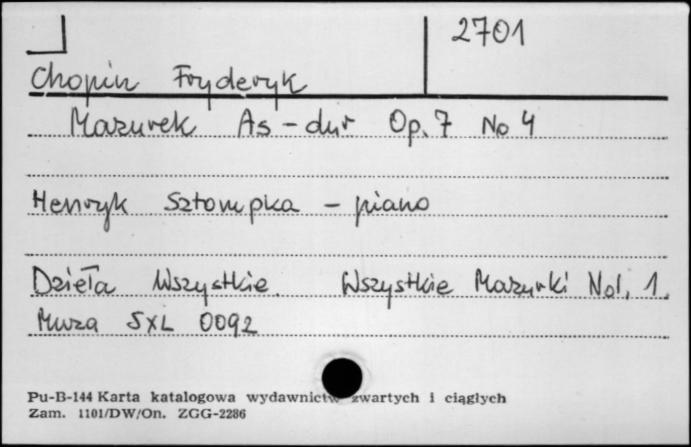 2701
Chopin Fryderyk
Mazurek As-dur Op. 7 No 4
Henryk Sztompka - piano
Dzieła Wszystkie. Wszystkie Mazurki Vol. 1.
Muza SXL 0092
Pu-B-144 Karta katalogowa wydawnictw zwartych i ciągłych
Zam. 1101/DW/On. ZGG-2286